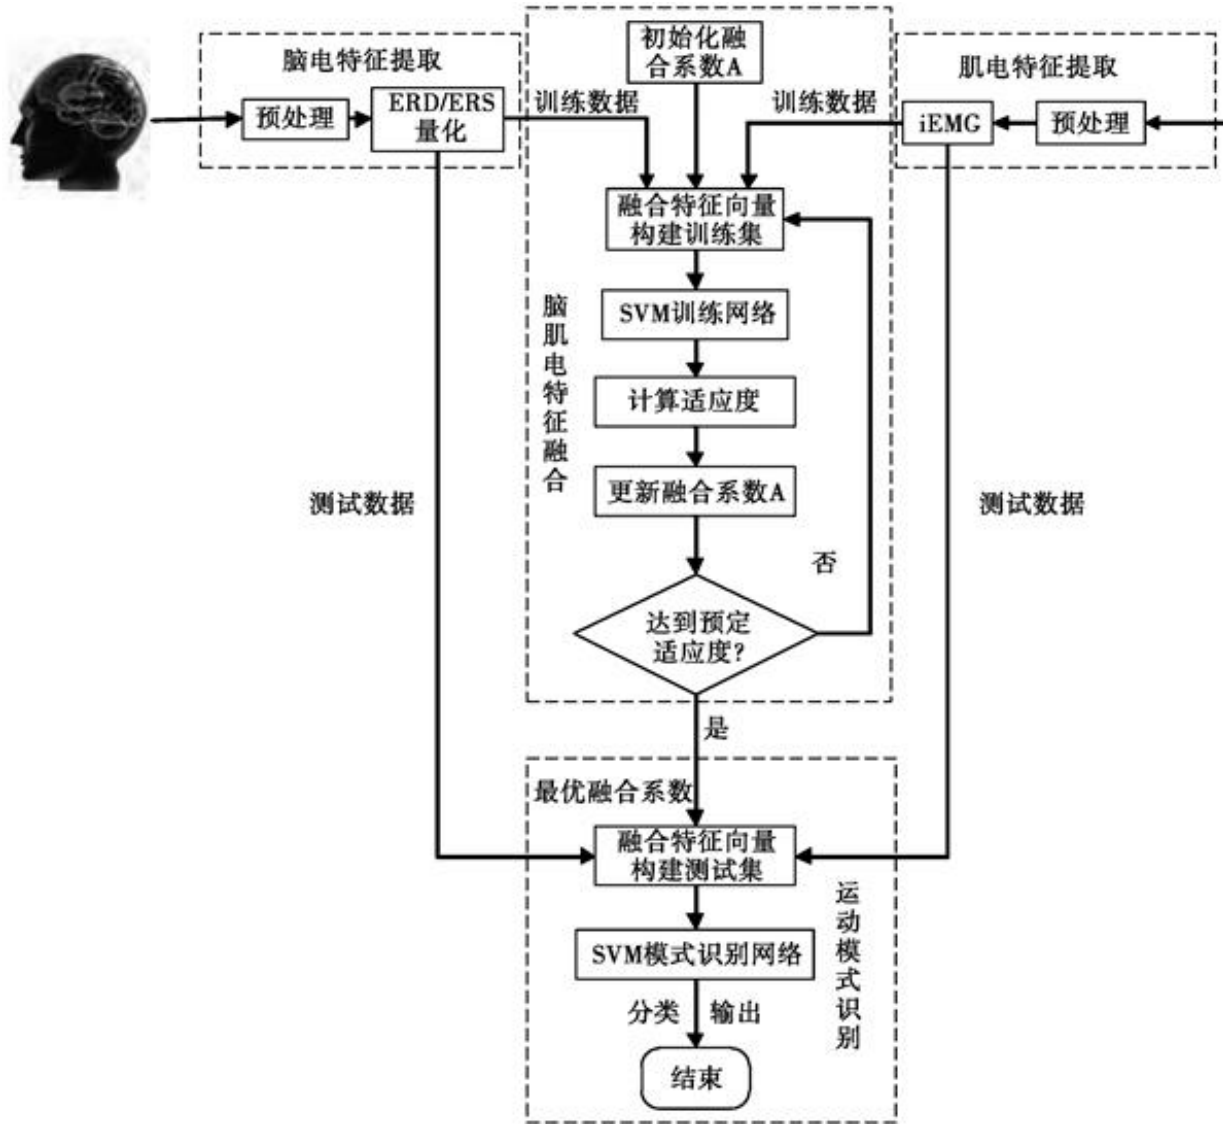 初始化融
合系数A
脑电特征提取
肌电特征提取
预处理
ERD/ERS
量化
训练数据
训练数据
iEMG
预处理
融合特征向量
构建训练集
SVM训练网络
脑肌电特征融合
计算适应度
更新融合系数A
测试数据
测试数据
否
达到预定
适应度?
是
最优融合系数
融合特征向量
构建测试集
运动模式识别
SVM模式识别网络
分类 输出
结束